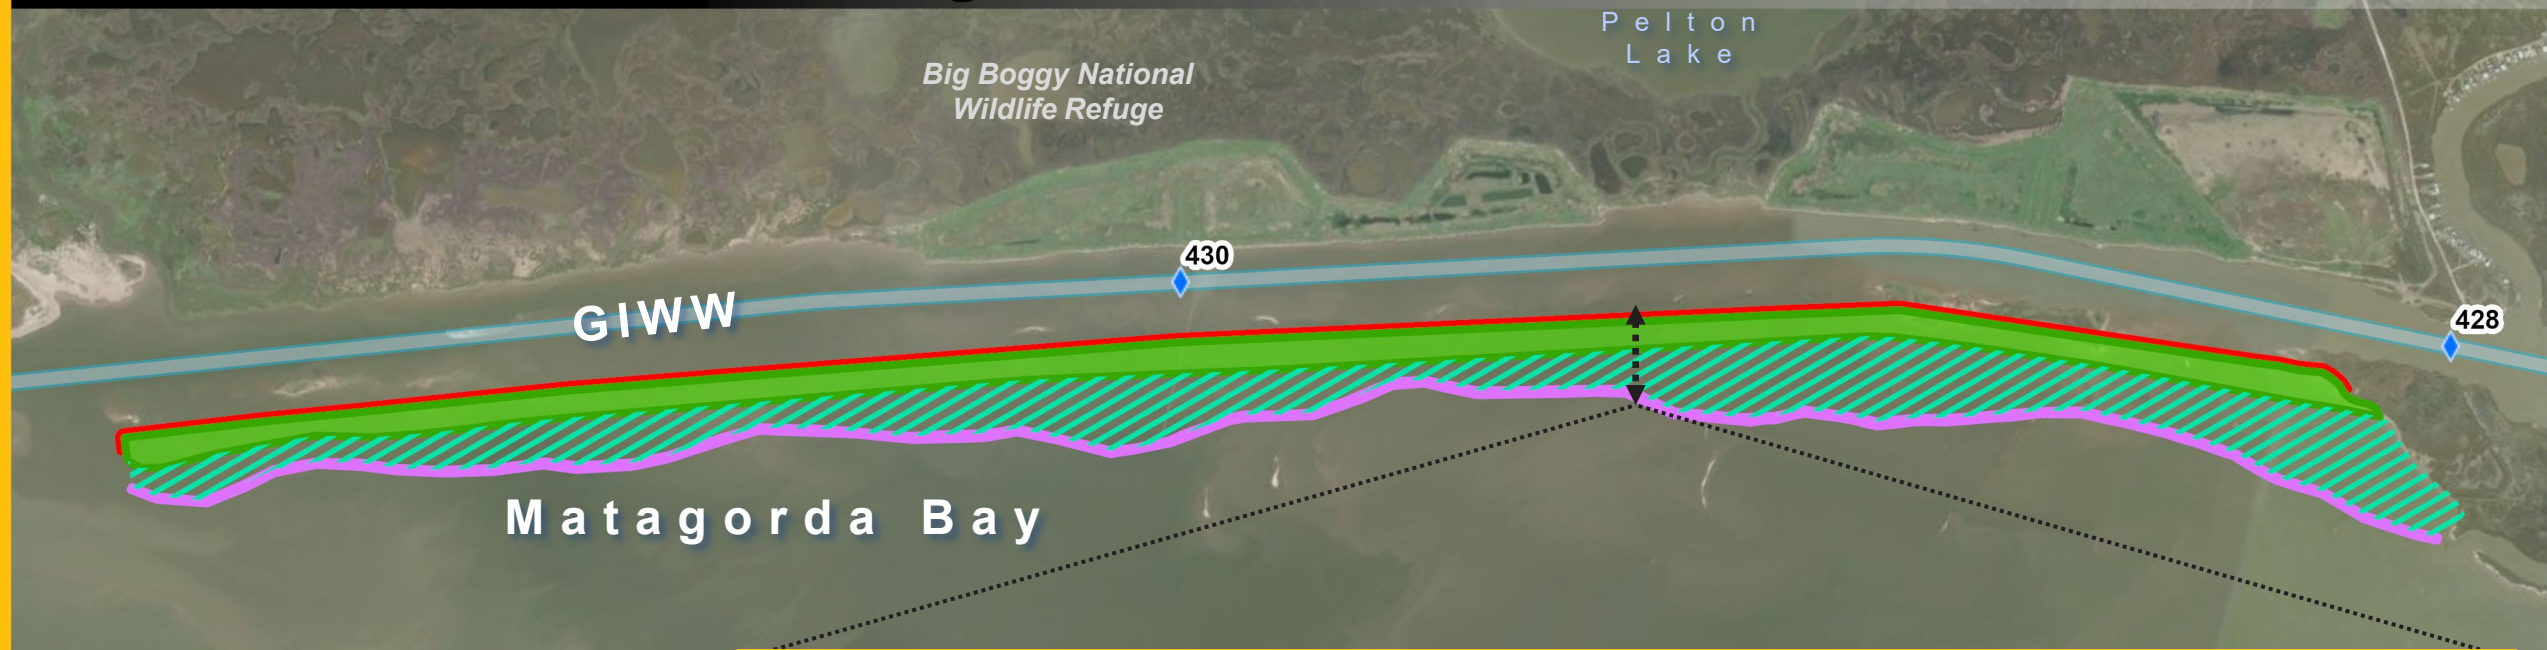 Pelton
Lake
Big Boggy National
Wildlife Refuge
430
GIWW
428
Matagorda Bay